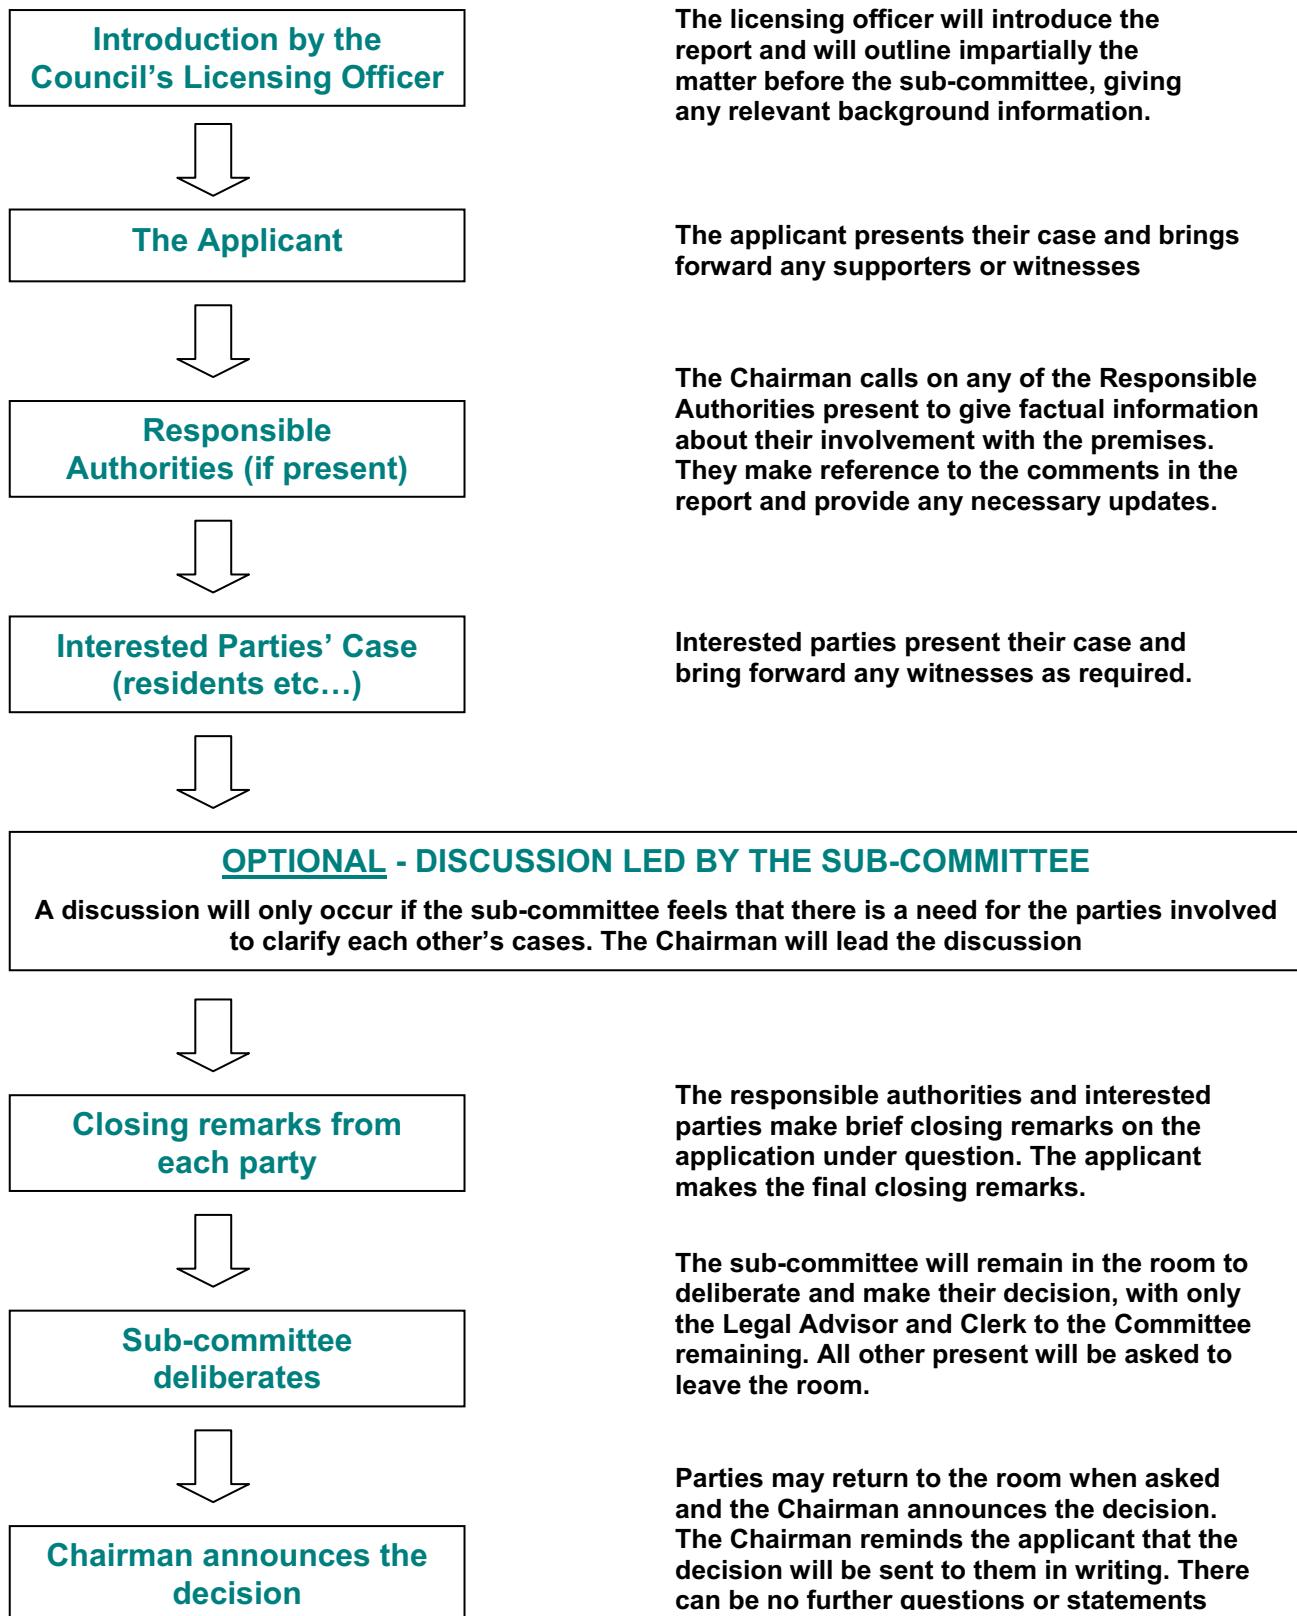 Introduction by the
Council’s Licensing Officer
The licensing officer will introduce the
report and will outline impartially the
matter before the sub-committee, giving
any relevant background information.
The Applicant
The applicant presents their case and brings
forward any supporters or witnesses
Responsible
Authorities (if present)
The Chairman calls on any of the Responsible
Authorities present to give factual information
about their involvement with the premises.
They make reference to the comments in the
report and provide any necessary updates.
Interested Parties’ Case
(residents etc…)
Interested parties present their case and
bring forward any witnesses as required.
OPTIONAL - DISCUSSION LED BY THE SUB-COMMITTEE
A discussion will only occur if the sub-committee feels that there is a need for the parties involved
to clarify each other’s cases. The Chairman will lead the discussion
Closing remarks from
each party
The responsible authorities and interested
parties make brief closing remarks on the
application under question. The applicant
makes the final closing remarks.
Sub-committee
deliberates
The sub-committee will remain in the room to
deliberate and make their decision, with only
the Legal Advisor and Clerk to the Committee
remaining. All other present will be asked to
leave the room.
Chairman announces the
decision
Parties may return to the room when asked
and the Chairman announces the decision.
The Chairman reminds the applicant that the
decision will be sent to them in writing. There
can be no further questions or statements